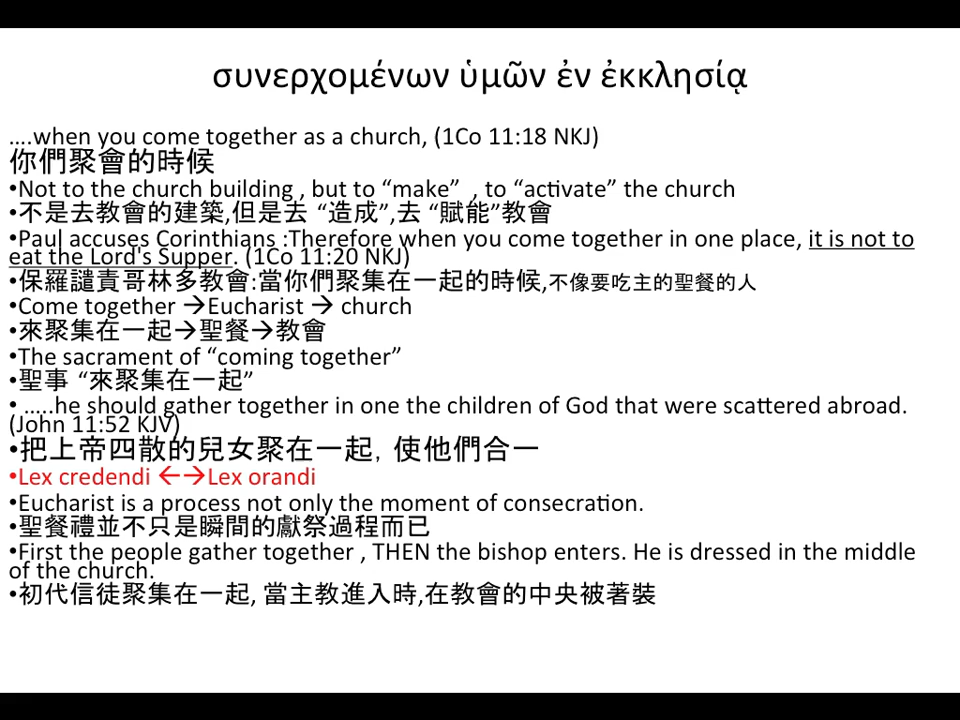 συνερχομένων ὑμῶν ἐν ἐκκλησίᾳ
….when you come together as a church, (1Co 11:18 NKJ)
你們聚會的時候
•Not to the church building , but to “make” , to “activate” the church
•不是去教會的建築,但是去 “造成”,去 “賦能”教會
•Paul accuses Corinthians :Therefore when you come together in one place, it is not to
eat the Lord's Supper. (1Co 11:20 NKJ)
•保羅譴責哥林多教會:當你們聚集在一起的時候,不像要吃主的聖餐的人
•Come together →Eucharist → church
•來聚集在一起→聖餐→教會
•The sacrament of “coming together”
•聖事 “來聚集在一起”
• …..he should gather together in one the children of God that were scattered abroad.
(John 11:52 KJV)
•把上帝四散的兒女聚在一起，使他們合一
•Lex credendi ←→Lex orandi
•Eucharist is a process not only the moment of consecration.
•聖餐禮並不只是瞬間的獻祭過程而已
•First the people gather together , THEN the bishop enters. He is dressed in the middle
of the church.
•初代信徒聚集在一起, 當主教進入時,在教會的中央被著裝